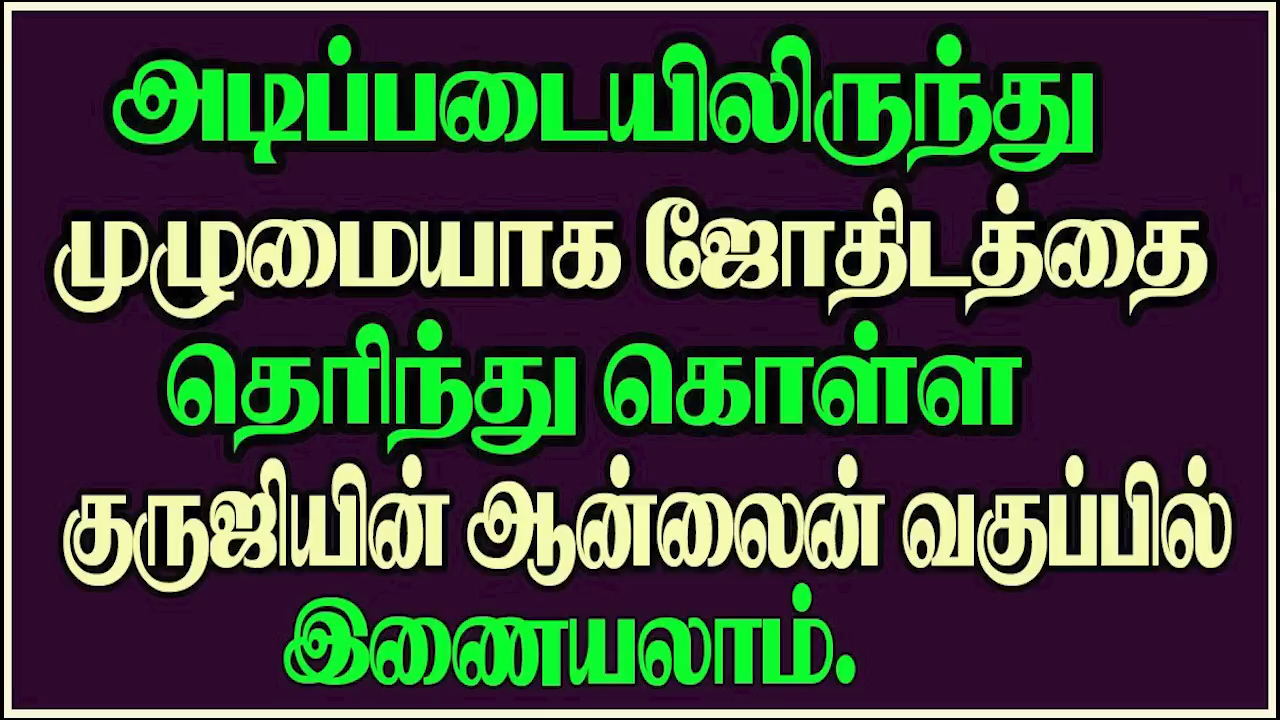 அடிப்படையிலிருந்து
முழுமையாக ஜோதிடத்தை
தெரிந்து கொள்ள
குருஜியின் ஆன்லைன் வகுப்பில்
இணையலாம்.